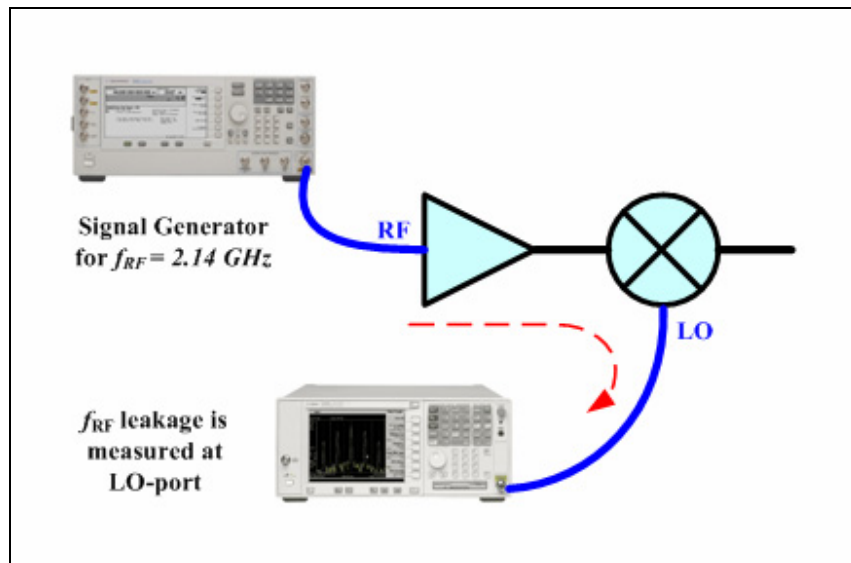 Signal Generator
for fRF = 2.14 GHz
RF
LO
fRF leakage is
measured at
LO-port